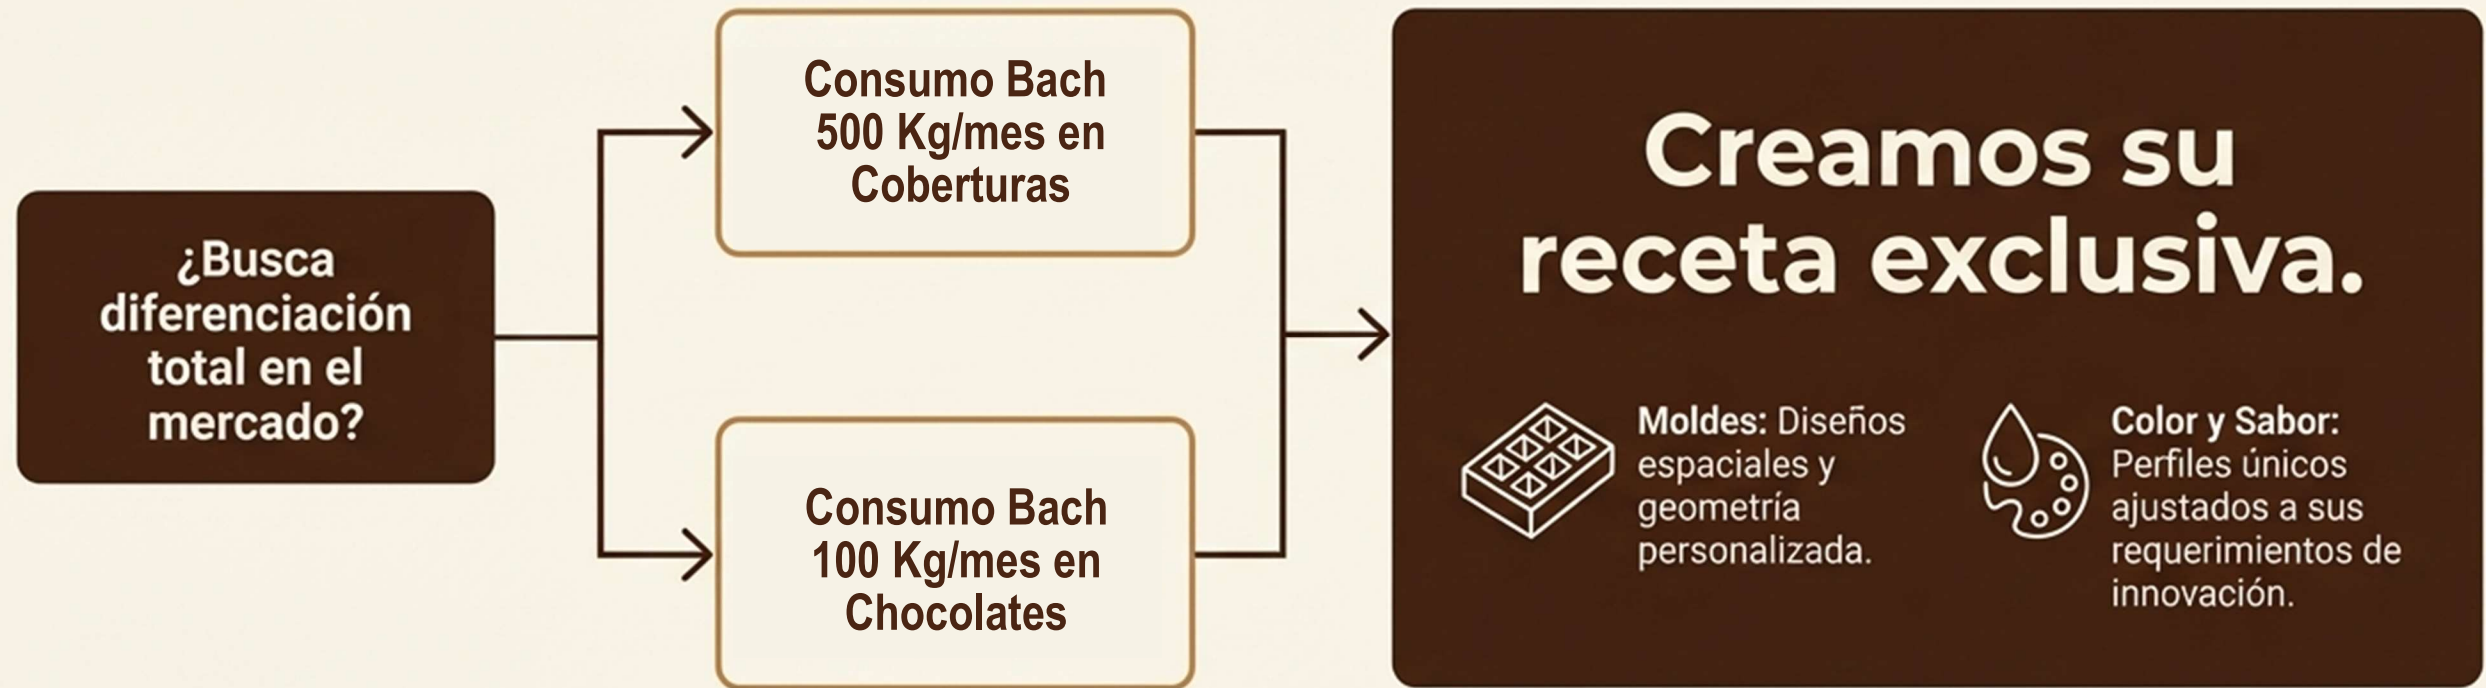 ¿Busca
diferenciación
total en el
mercado?
Consumo Bach
500 Kg/mes en
Coberturas
Consumo Bach
100 Kg/mes en
Chocolates
Creamos su
receta exclusiva.
Moldes: Diseños
espaciales y
geometría
personalizada.
Color y Sabor:
Perfiles únicos
ajustados a sus
requerimientos de
innovación.